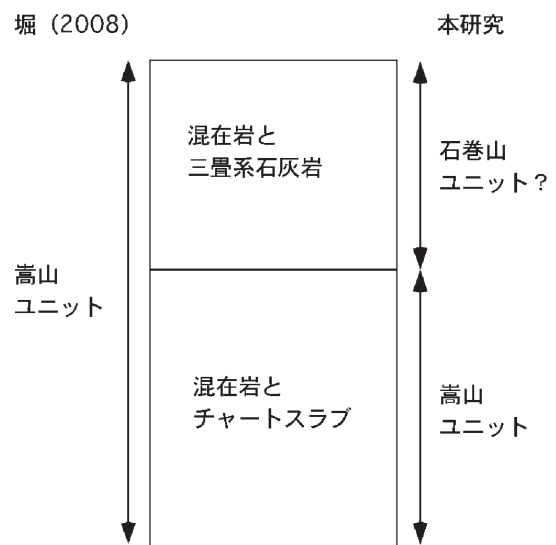 堀（2008）
本研究
混在岩と
三畳系石灰岩
石巻山
ユニット？
嵩山
ユニット
混在岩と
チャートスラブ
嵩山
ユニット